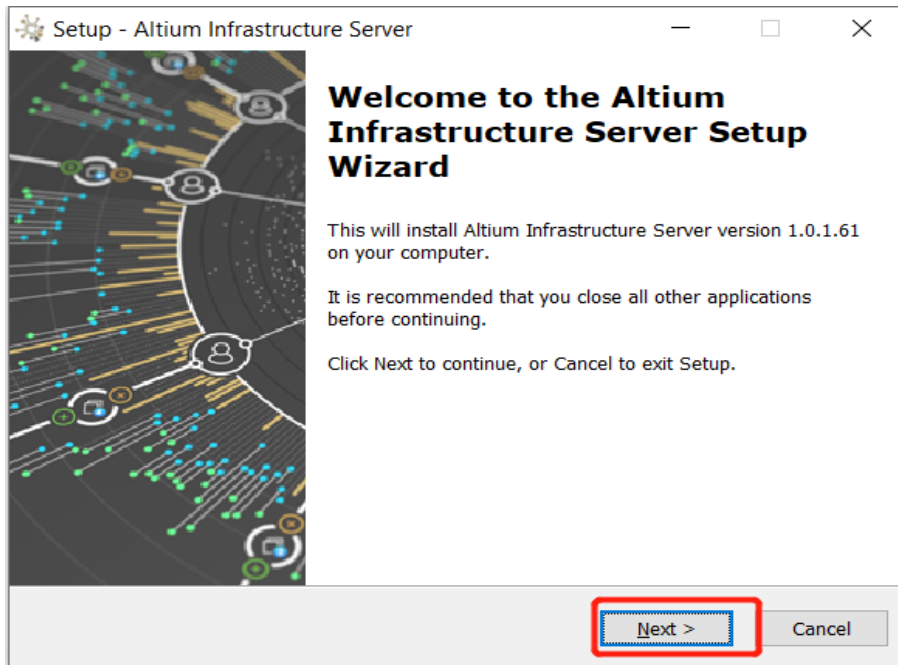 Setup - Altium Infrastructure Server
Welcome to the Altium
Infrastructure Server Setup
Wizard
This will install Altium Infrastructure Server version 1.0.1.61
on your computer.
It is recommended that you close all other applications
before continuing.
Click Next to continue, or Cancel to exit Setup.
Next >
Cancel